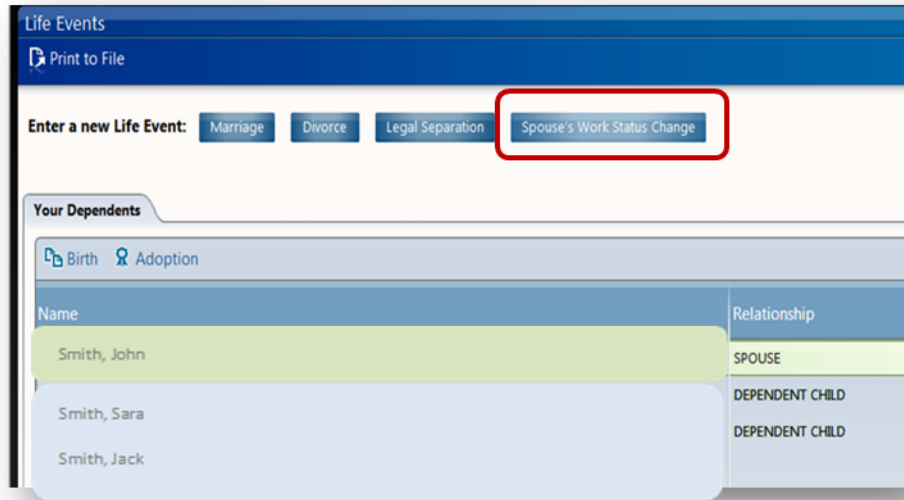 Life Events
Print to File
Enter a new Life Event: Marriage Divorce Legal Separation Spouse's Work Status Change
Your Dependents
Birth Adoption
Name Relationship
Smith, John SPOUSE
Smith, Sara DEPENDENT CHILD
Smith, Jack DEPENDENT CHILD